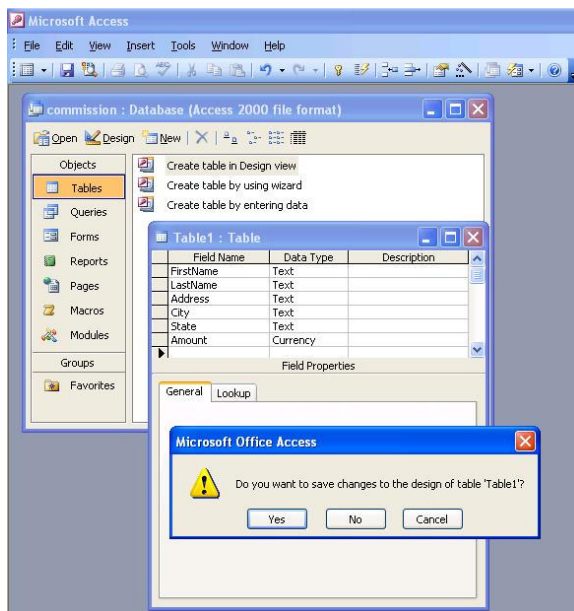 Microsoft Access
File Edit View Insert Tools Window Help
commission : Database (Access 2000 file format)
Open Design New
Objects
Tables
Queries
Forms
Reports
Pages
Macros
Modules
Groups
Favorites
Create table in Design view
Create table by using wizard
Create table by entering data
Table1 : Table
Field Name Data Type Description
FirstName Text
LastName Text
Address Text
City Text
State Text
Amount Currency
Field Properties
General Lookup
Microsoft Office Access
Do you want to save changes to the design of table 'Table1'?
Yes No Cancel